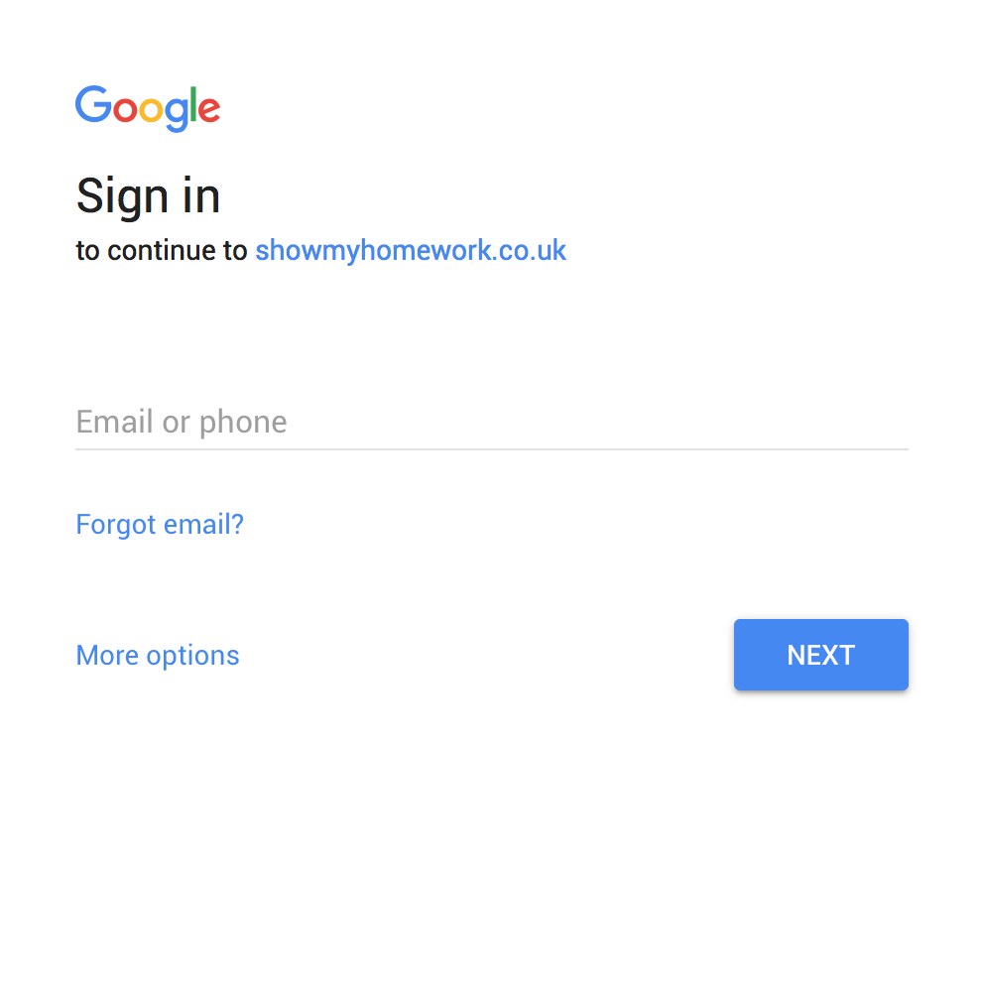 Google
Sign in
to continue to showmyhomework.co.uk
Email or phone
Forgot email?
More options
NEXT